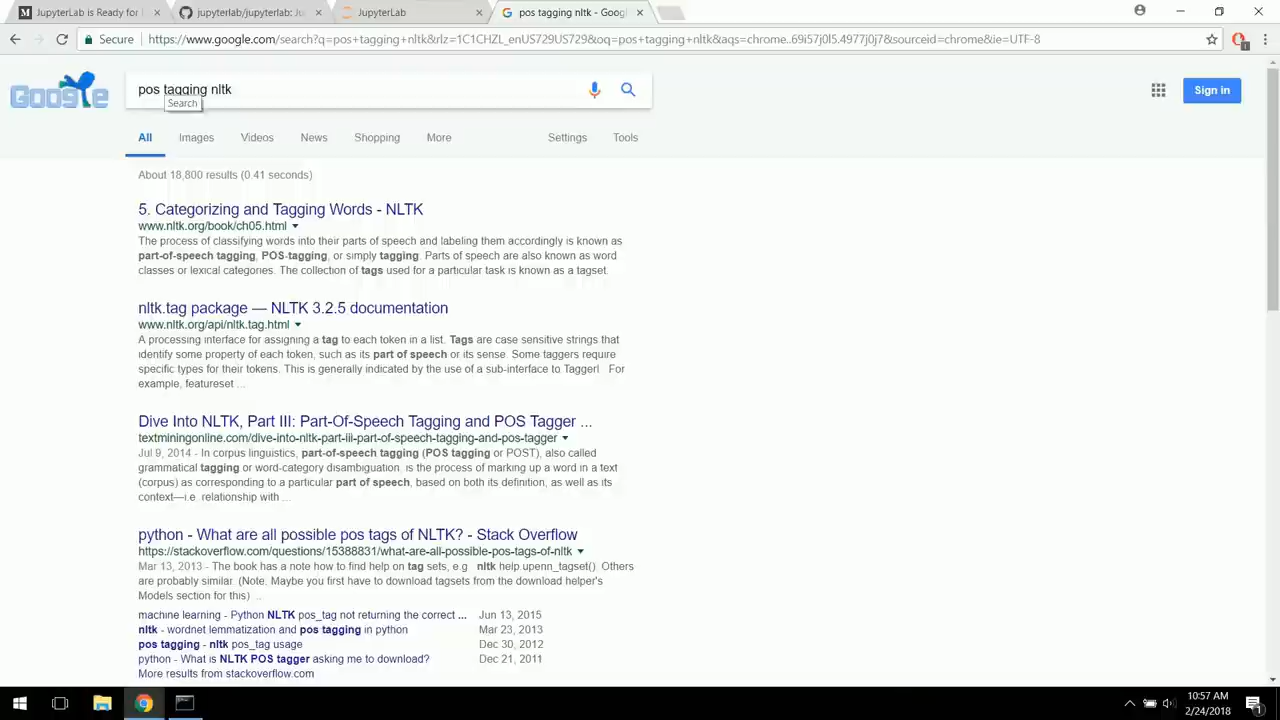 JupyterLab is Ready for
jupyterlab/jupyterlab: Ju
JupyterLab
pos tagging nltk - Googl
Secure
https://www.google.com/search?q=pos+tagging+nltk&rlz=1C1CHZL_enUS729US729&oq=pos+tagging+nltk&aqs=chrome..69i57j0l5.4977j0j7&sourceid=chrome&ie=UTF-8
1
Google
pos tagging nltk
Search
Sign in
All Images Videos News Shopping More Settings Tools
About 18,800 results (0.41 seconds)
5. Categorizing and Tagging Words - NLTK
www.nltk.org/book/ch05.html
The process of classifying words into their parts of speech and labeling them accordingly is known as
part-of-speech tagging, POS-tagging, or simply tagging. Parts of speech are also known as word
classes or lexical categories. The collection of tags used for a particular task is known as a tagset.
nltk.tag package — NLTK 3.2.5 documentation
www.nltk.org/api/nltk.tag.html
A processing interface for assigning a tag to each token in a list. Tags are case sensitive strings that
identify some property of each token, such as its part of speech or its sense. Some taggers require
specific types for their tokens. This is generally indicated by the use of a sub-interface to TaggerI. For
example, featureset ...
Dive Into NLTK, Part III: Part-Of-Speech Tagging and POS Tagger ...
textminingonline.com/dive-into-nltk-part-iii-part-of-speech-tagging-and-pos-tagger
Jul 9, 2014 - In corpus linguistics, part-of-speech tagging (POS tagging or POST), also called
grammatical tagging or word-category disambiguation, is the process of marking up a word in a text
(corpus) as corresponding to a particular part of speech, based on both its definition, as well as its
context—i.e. relationship with ...
python - What are all possible pos tags of NLTK? - Stack Overflow
https://stackoverflow.com/questions/15388831/what-are-all-possible-pos-tags-of-nltk
Mar 13, 2013 - The book has a note how to find help on tag sets, e.g. nltk.help.upenn_tagset(). Others
are probably similar. (Note: Maybe you first have to download tagsets from the download helper's
Models section for this) ...
machine learning - Python NLTK pos_tag not returning the correct ... Jun 13, 2015
nltk - wordnet lemmatization and pos tagging in python Mar 23, 2013
pos tagging - nltk pos_tag usage Dec 30, 2012
python - What is NLTK POS tagger asking me to download? Dec 21, 2011
More results from stackoverflow.com
10:57 AM
2/24/2018
1